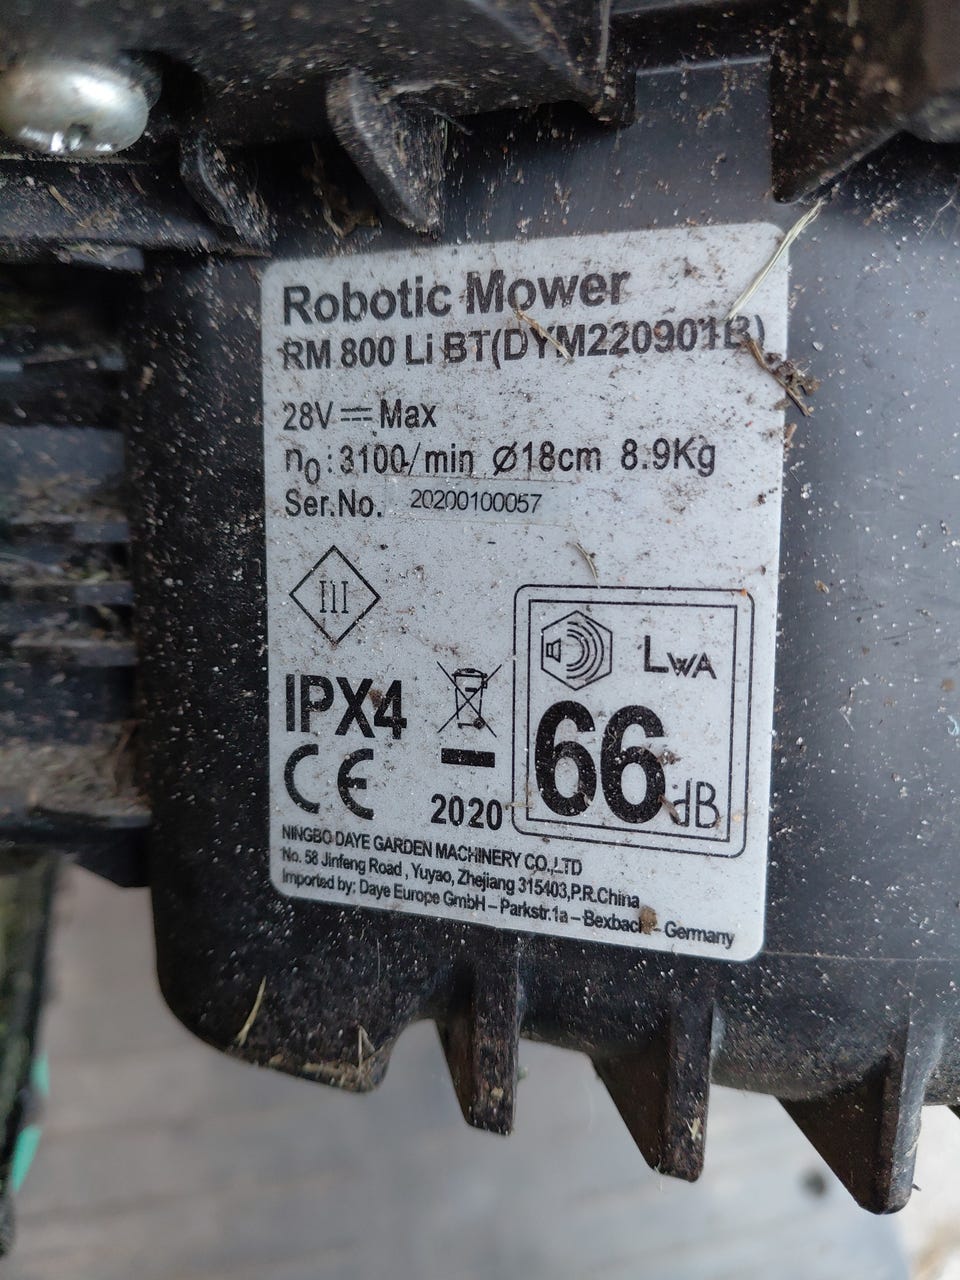 Robotic Mower
RM 800 Li BT(DYM220901B)
28V⎓Max
n0:3100/min Ø18cm 8.9Kg
Ser.No. 20200100057
III
IPX4
CE
2020
LWA
66dB
NINGBO DAYE GARDEN MACHINERY CO.,LTD
No. 58 Jinfeng Road , Yuyao, Zhejiang 315403,P.R.China
Imported by: Daye Europe GmbH – Parkstr.1a – Bexbach – Germany